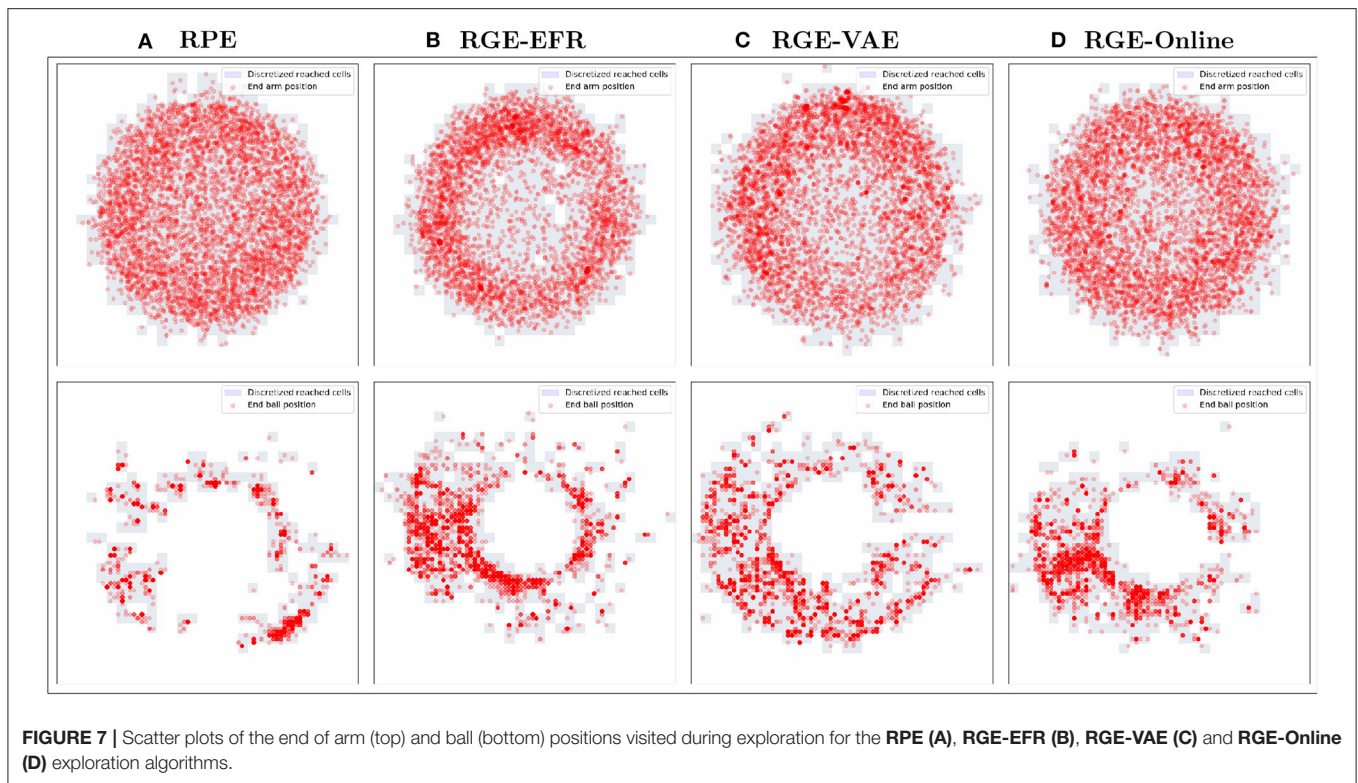 A RPE
B RGE-EFR
C RGE-VAE
D RGE-Online
Discretized reached cells
End arm position
Discretized reached cells
End arm position
Discretized reached cells
End arm position
Discretized reached cells
End arm position
Discretized reached cells
End ball position
Discretized reached cells
End ball position
Discretized reached cells
End ball position
Discretized reached cells
End ball position
FIGURE 7 | Scatter plots of the end of arm (top) and ball (bottom) positions visited during exploration for the RPE (A), RGE-EFR (B), RGE-VAE (C) and RGE-Online
(D) exploration algorithms.